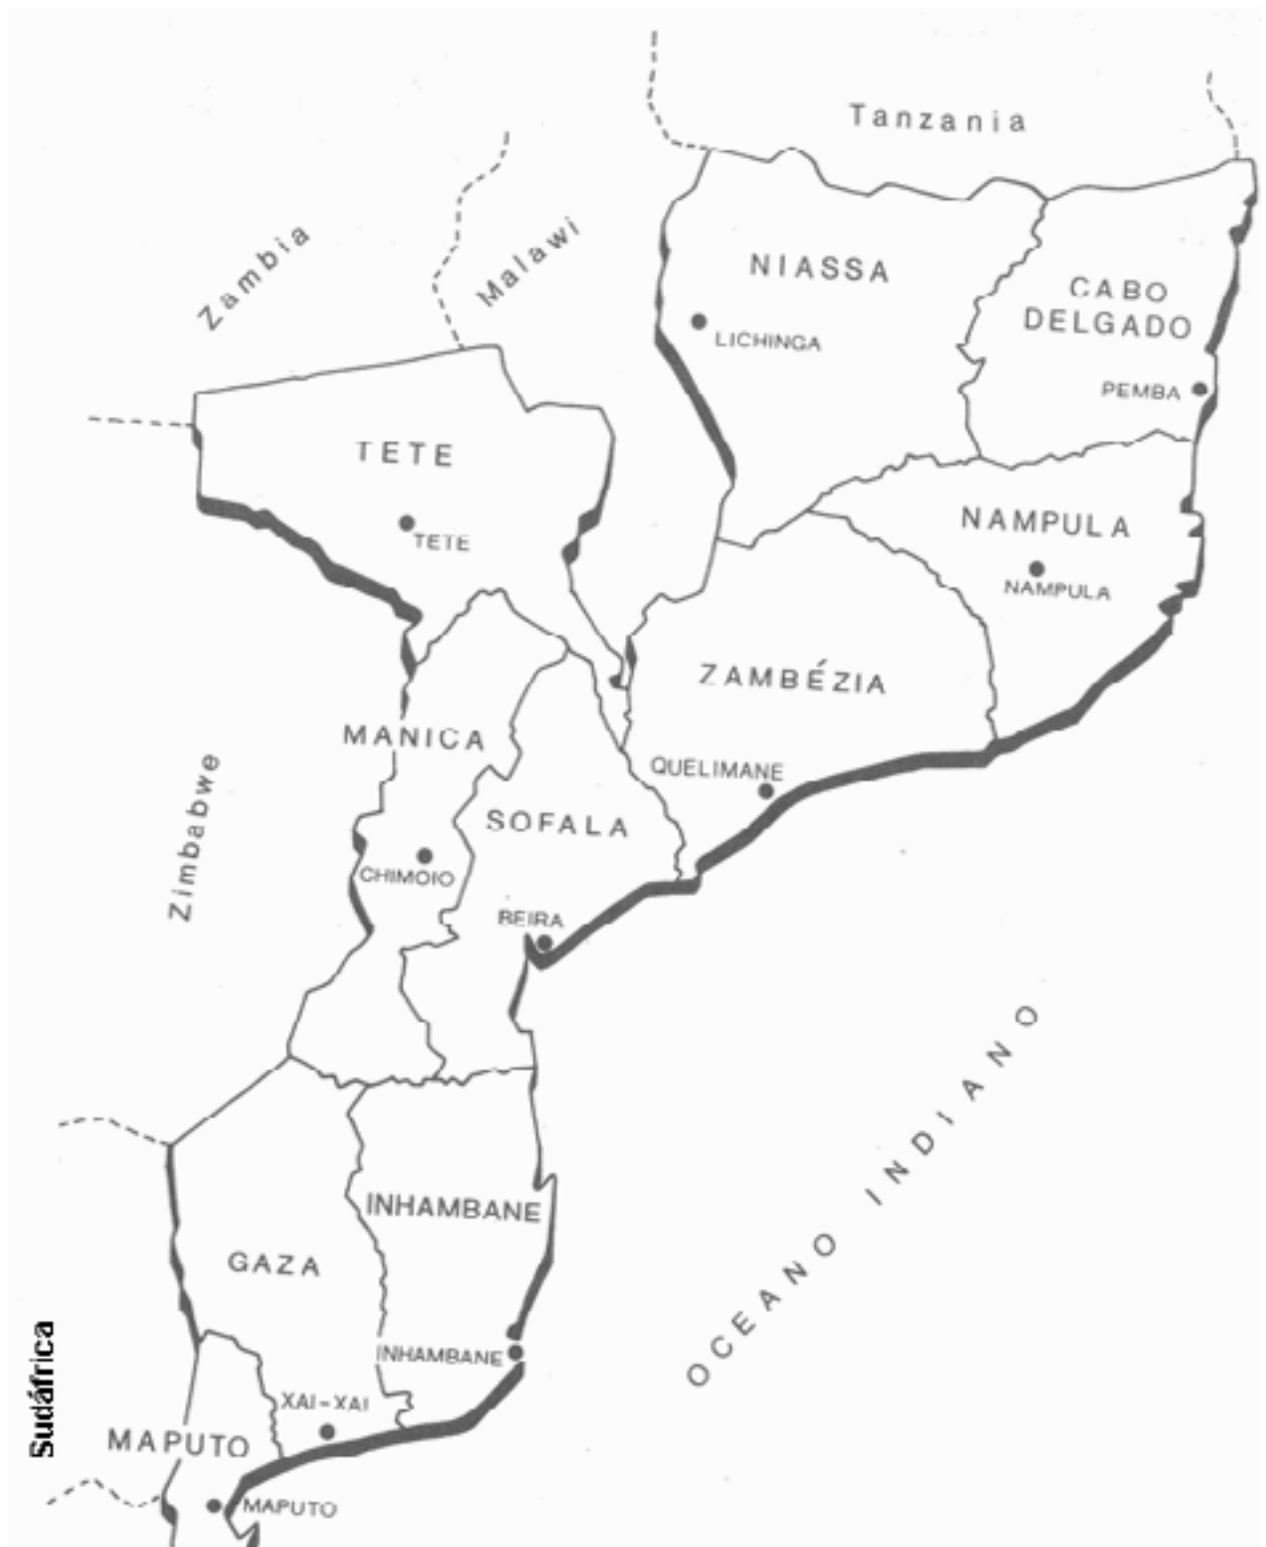 Tanzania
Zambia
Malawi
NIASSA
CABO
DELGADO
LICHINGA
PEMBA
TETE
TETE
NAMPULA
NAMPULA
ZAMBÉZIA
MANICA
QUELIMANE
Zimbabwe
SOFALA
CHIMOIO
BEIRA
OCEANO INDIANO
INHAMBANE
GAZA
INHAMBANE
Sudáfrica
XAI-XAI
MAPUTO
MAPUTO